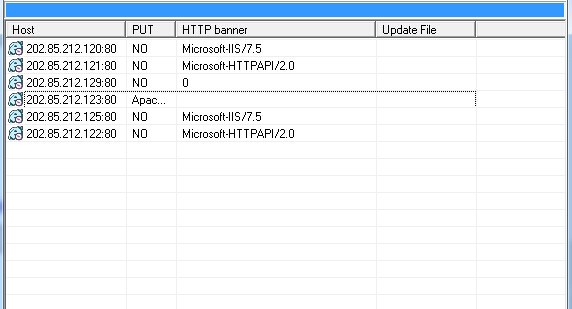 Host PUT HTTP banner Update File
202.85.212.120:80 NO Microsoft-IIS/7.5
202.85.212.121:80 NO Microsoft-HTTPAPI/2.0
202.85.212.129:80 NO 0
202.85.212.123:80 Apac...
202.85.212.125:80 NO Microsoft-IIS/7.5
202.85.212.122:80 NO Microsoft-HTTPAPI/2.0